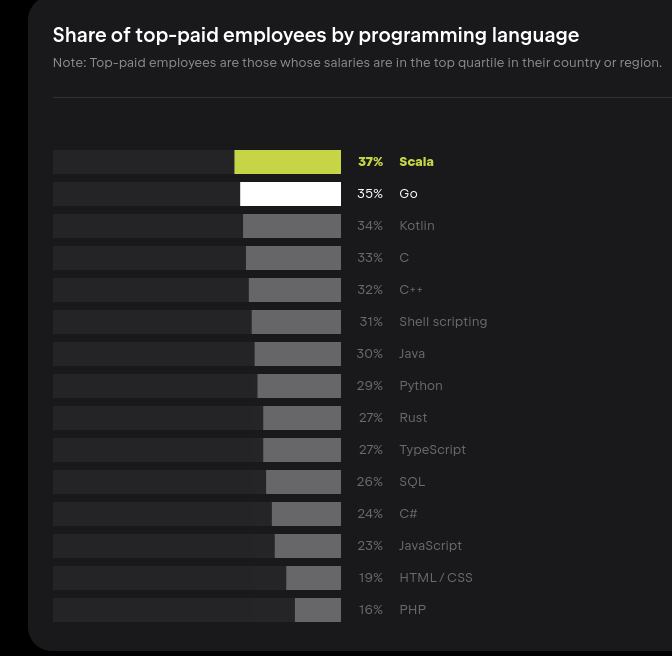 Share of top-paid employees by programming language
Note: Top-paid employees are those whose salaries are in the top quartile in their country or region.
37% Scala
35% Go
34% Kotlin
33% C
32% C++
31% Shell scripting
30% Java
29% Python
27% Rust
27% TypeScript
26% SQL
24% C#
23% JavaScript
19% HTML / CSS
16% PHP